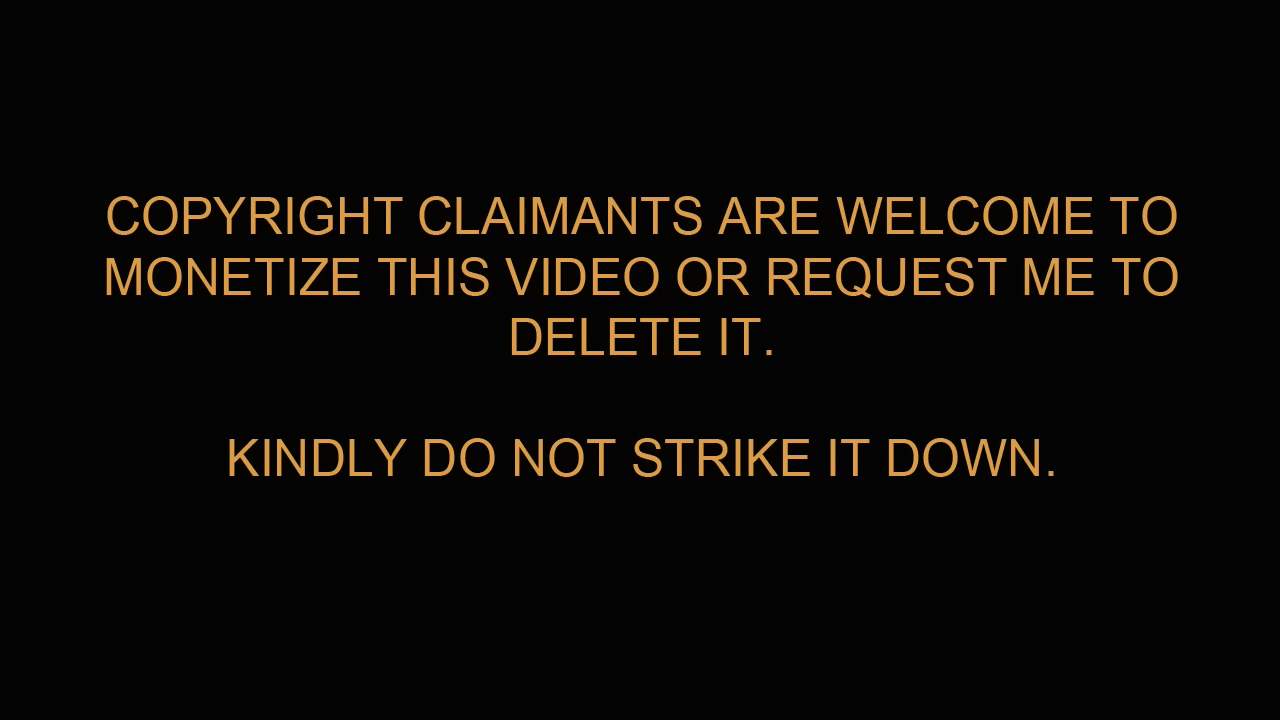 COPYRIGHT CLAIMANTS ARE WELCOME TO
MONETIZE THIS VIDEO OR REQUEST ME TO
DELETE IT.
KINDLY DO NOT STRIKE IT DOWN.